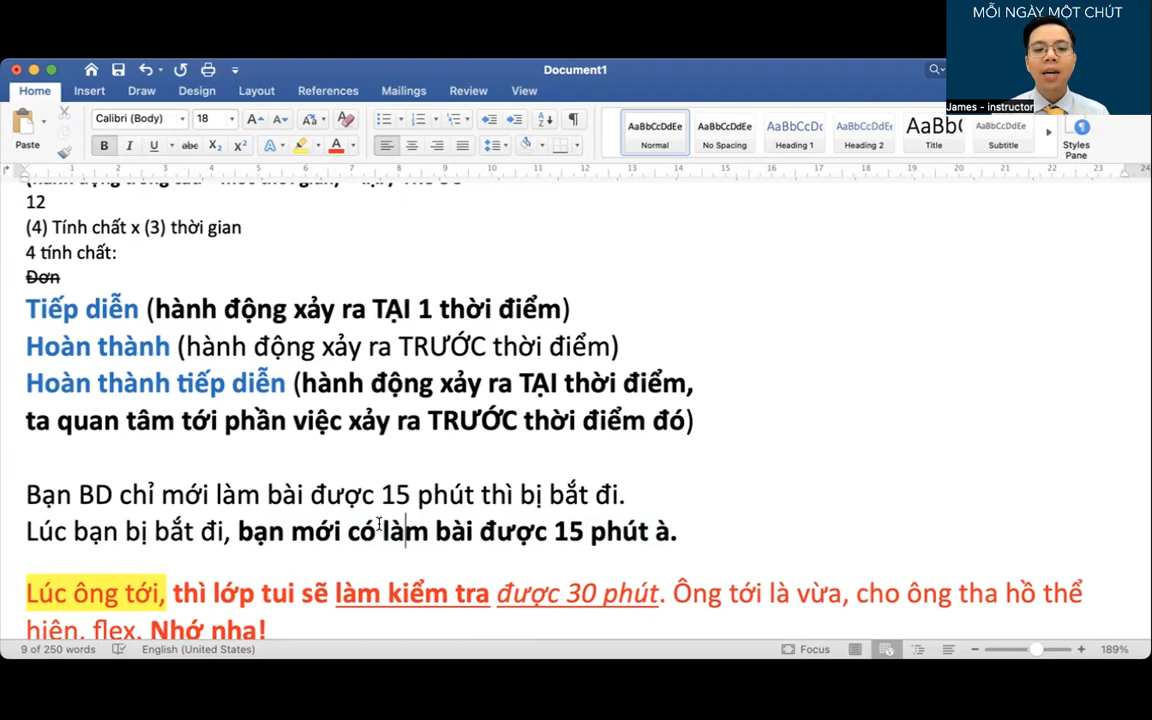 MỖI NGÀY MỘT CHÚT
James - instructor
Document1
Home Insert Draw Design Layout References Mailings Review View
Paste
Calibri (Body) 18
AaBbCcDdEe Normal
AaBbCcDdEe No Spacing
AaBbCcDc Heading 1
AaBbCcDdEe Heading 2
AaBb( Title
AaBbCcDdEe Subtitle
Styles Pane
12
(4) Tính chất x (3) thời gian
4 tính chất:
Đơn
Tiếp diễn (hành động xảy ra TẠI 1 thời điểm)
Hoàn thành (hành động xảy ra TRƯỚC thời điểm)
Hoàn thành tiếp diễn (hành động xảy ra TẠI thời điểm,
ta quan tâm tới phần việc xảy ra TRƯỚC thời điểm đó)
Bạn BD chỉ mới làm bài được 15 phút thì bị bắt đi.
Lúc bạn bị bắt đi, bạn mới có làm bài được 15 phút à.
Lúc ông tới, thì lớp tui sẽ làm kiểm tra được 30 phút. Ông tới là vừa, cho ông tha hồ thể
hiện, flex. Nhớ nha!
9 of 250 words English (United States) Focus 189%